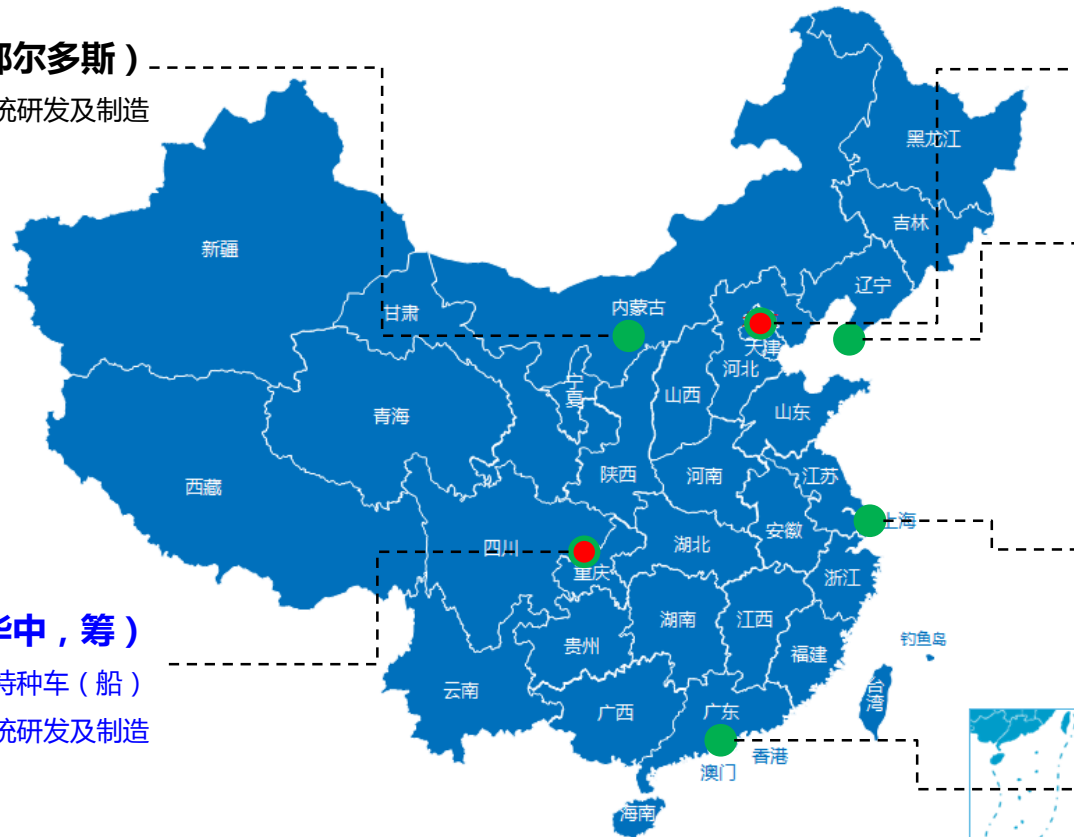 鄂尔多斯）
统研发及制造
黑龙江
吉林
新疆
辽宁
内蒙古
甘肃
天津
河北
宁夏
山西
山东
青海
陕西
河南
江苏
西藏
上海
安徽
湖北
四川
重庆
浙江
华中，筹）
湖南
江西
贵州
福建
钓鱼岛
特种车（船）
云南
台湾
广西
广东
统研发及制造
香港
澳门
海南